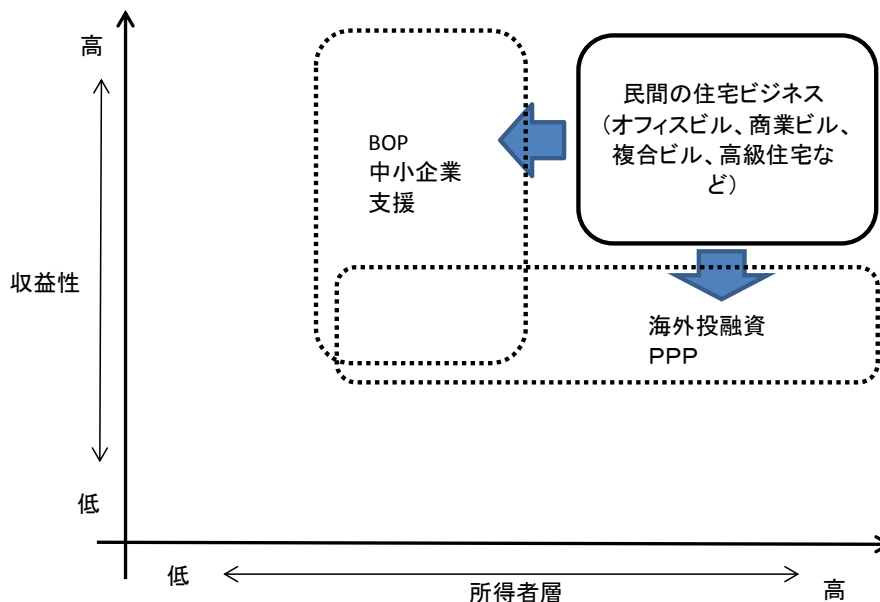 高
民間の住宅ビジネス
（オフィスビル、商業ビル、
複合ビル、高級住宅な
ど）
BOP
中小企業
支援
収益性
海外投融資
PPP
低
低
所得者層
高